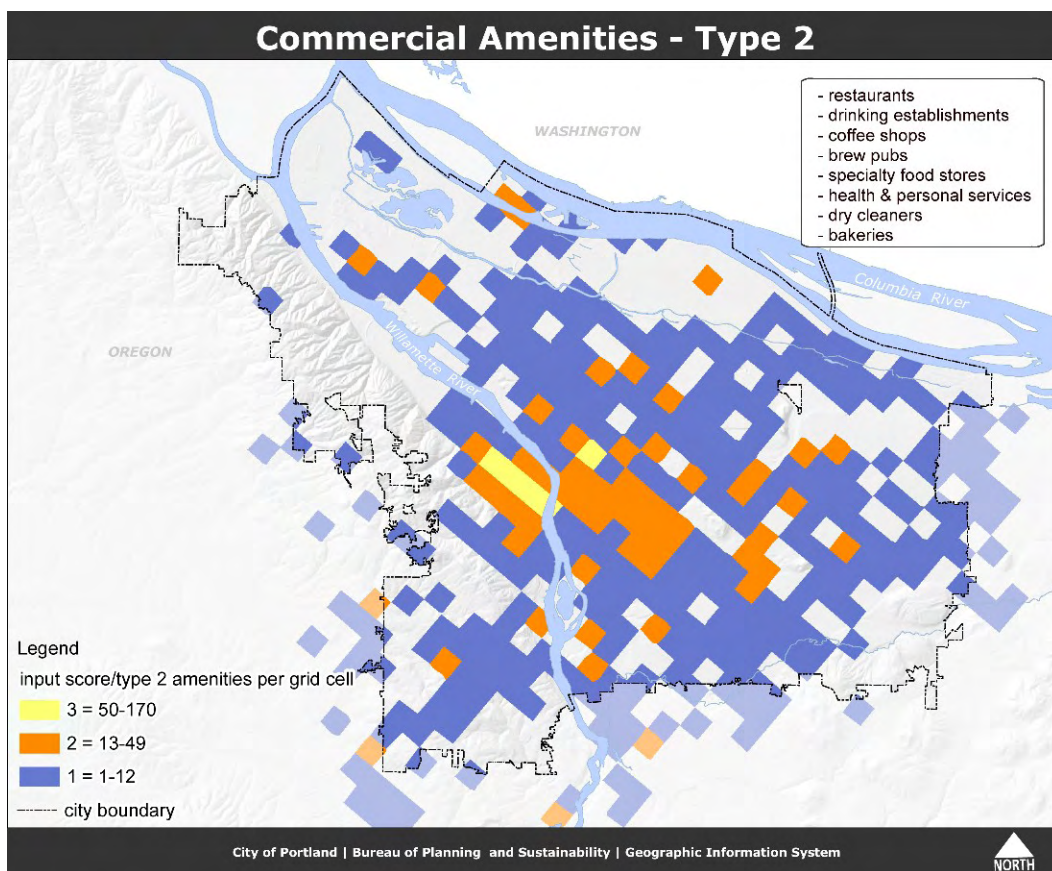 Commercial Amenities - Type 2
- restaurants
- drinking establishments
- coffee shops
- brew pubs
- specialty food stores
- health & personal services
- dry cleaners
- bakeries
WASHINGTON
Columbia River
OREGON
Willamette River
Legend
input score/type 2 amenities per grid cell
3 = 50-170
2 = 13-49
1 = 1-12
city boundary
City of Portland | Bureau of Planning and Sustainability | Geographic Information System
NORTH